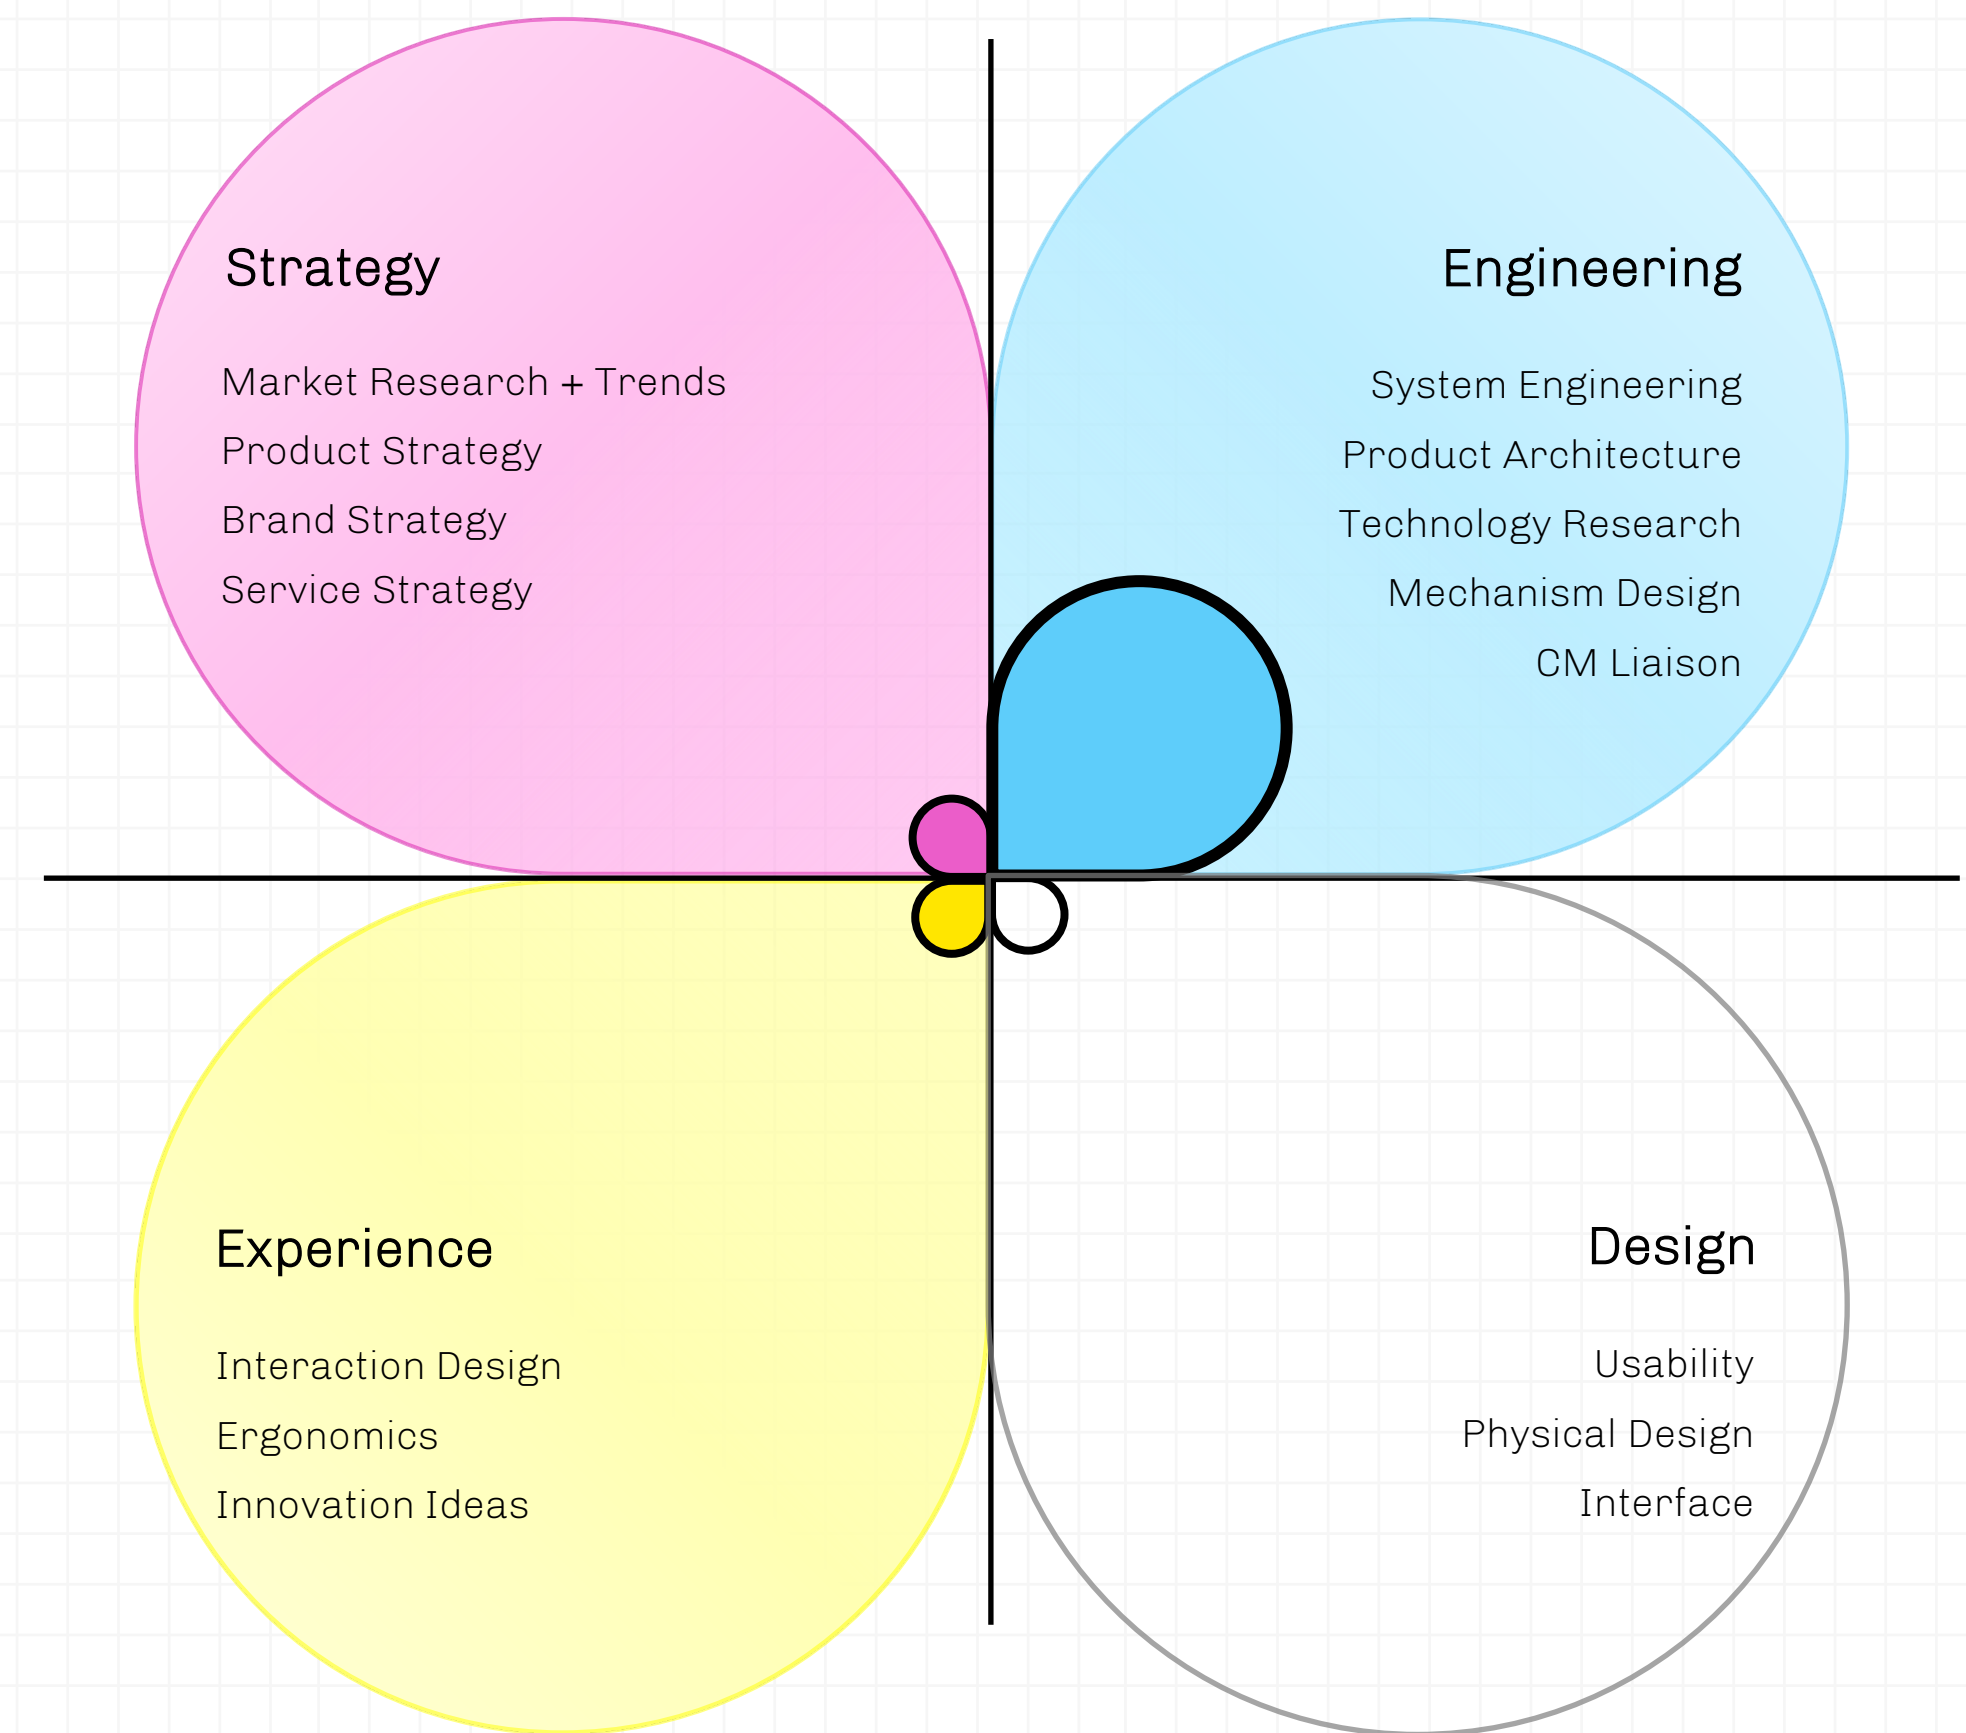 Strategy
Market Research + Trends
Product Strategy
Brand Strategy
Service Strategy
Engineering
System Engineering
Product Architecture
Technology Research
Mechanism Design
CM Liaison
Experience
Interaction Design
Ergonomics
Innovation Ideas
Design
Usability
Physical Design
Interface